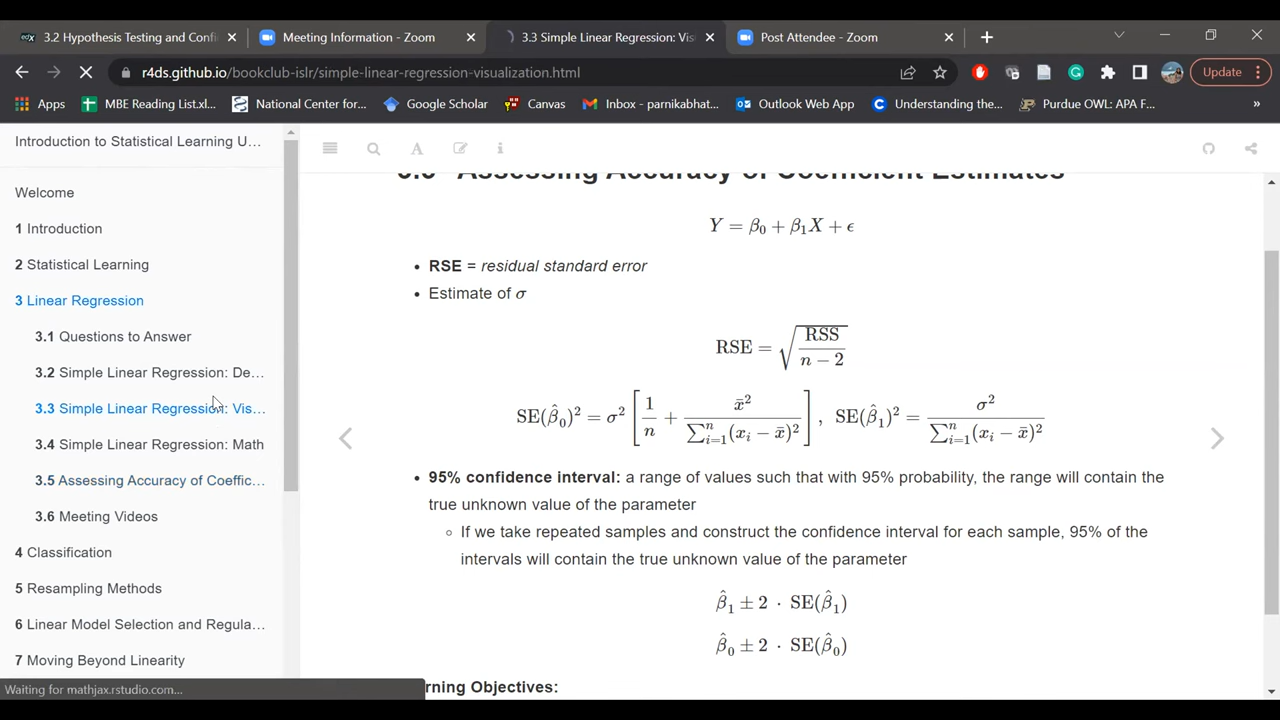 3.2 Hypothesis Testing and Confi
Meeting Information - Zoom
3.3 Simple Linear Regression: Vis
Post Attendee - Zoom
r4ds.github.io/bookclub-islr/simple-linear-regression-visualization.html
Update
Apps
MBE Reading List.xl...
National Center for...
Google Scholar
Canvas
Inbox - parnikabhat...
Outlook Web App
Understanding the...
Purdue OWL: APA F...
»
Introduction to Statistical Learning U...
Welcome
1 Introduction
2 Statistical Learning
3 Linear Regression
3.1 Questions to Answer
3.2 Simple Linear Regression: De...
3.3 Simple Linear Regression: Vis...
3.4 Simple Linear Regression: Math
3.5 Assessing Accuracy of Coeffic...
3.6 Meeting Videos
4 Classification
5 Resampling Methods
6 Linear Model Selection and Regula...
7 Moving Beyond Linearity
Waiting for mathjax.rstudio.com...
Assessing Accuracy of Coefficient Estimates
Y = β₀ + β₁X + ϵ
• RSE = residual standard error
• Estimate of σ
RSE = √(RSS / (n − 2))
SE(β̂₀)² = σ² [1/n + x̄² / ∑ᵢ₌₁ⁿ(xᵢ − x̄)²], SE(β̂₁)² = σ² / ∑ᵢ₌₁ⁿ(xᵢ − x̄)²
• 95% confidence interval: a range of values such that with 95% probability, the range will contain the
true unknown value of the parameter
○ If we take repeated samples and construct the confidence interval for each sample, 95% of the
intervals will contain the true unknown value of the parameter
β̂₁ ± 2 · SE(β̂₁)
β̂₀ ± 2 · SE(β̂₀)
rning Objectives: